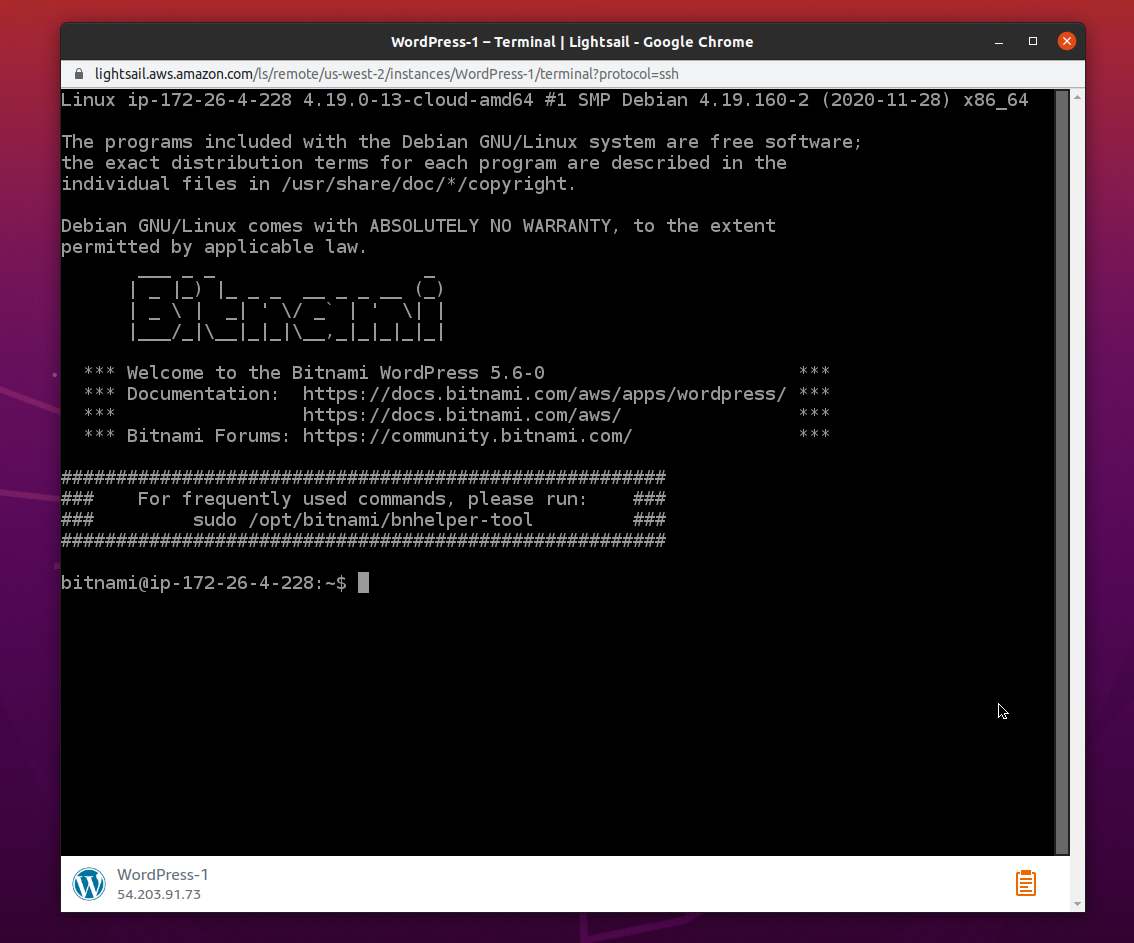 WordPress-1 – Terminal | Lightsail - Google Chrome
lightsail.aws.amazon.com/ls/remote/us-west-2/instances/WordPress-1/terminal?protocol=ssh
Linux ip-172-26-4-228 4.19.0-13-cloud-amd64 #1 SMP Debian 4.19.160-2 (2020-11-28) x86_64
The programs included with the Debian GNU/Linux system are free software;
the exact distribution terms for each program are described in the
individual files in /usr/share/doc/*/copyright.
Debian GNU/Linux comes with ABSOLUTELY NO WARRANTY, to the extent
permitted by applicable law.
Bitnami
*** Welcome to the Bitnami WordPress 5.6-0 ***
*** Documentation: https://docs.bitnami.com/aws/apps/wordpress/ ***
*** https://docs.bitnami.com/aws/ ***
*** Bitnami Forums: https://community.bitnami.com/ ***
#######################################################
### For frequently used commands, please run: ###
### sudo /opt/bitnami/bnhelper-tool ###
#######################################################
bitnami@ip-172-26-4-228:~$
WordPress-1
54.203.91.73